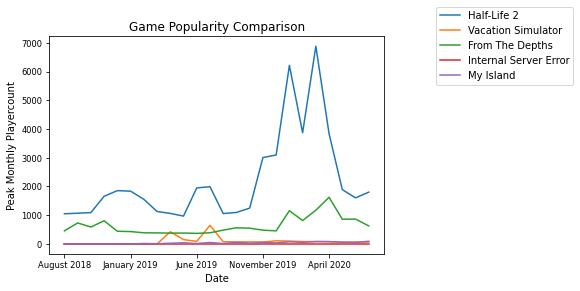 Game Popularity Comparison
Half-Life 2
Vacation Simulator
From The Depths
Internal Server Error
My Island
Peak Monthly Playercount
7000
6000
5000
4000
3000
2000
1000
0
August 2018
January 2019
June 2019
November 2019
April 2020
Date